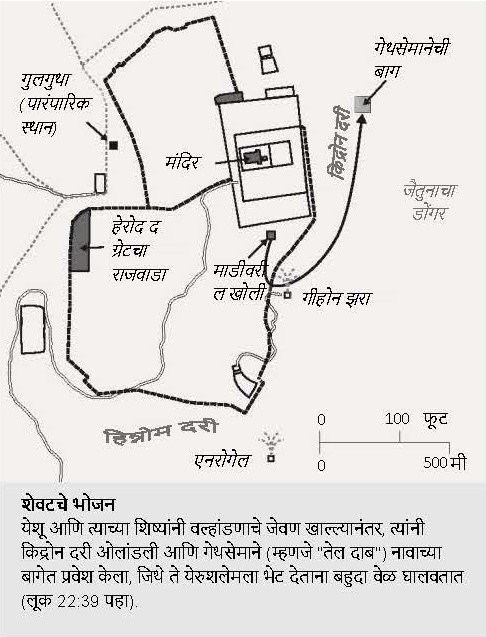 गेथसेमानेची
बाग
गुलगुथा
(पारंपारिक
स्थान)
किद्रोन दरी
मंदिर
जैतुनाचा
डोंगर
हेरोद द
ग्रेटचा
राजवाडा
माडीवरी
ल खोली
गीहोन झरा
हिन्नोम दरी
एनरोगेल
0 100 फूट
0 500 मी
शेवटचे भोजन
येशू आणि त्याच्या शिष्यांनी वल्हांडणाचे जेवण खाल्ल्यानंतर, त्यांनी
किद्रोन दरी ओलांडली आणि गेथसेमाने (म्हणजे "तेल दाब") नावाच्या
बागेत प्रवेश केला, जिथे ते येरुशलेमला भेट देताना बहुदा वेळ घालवतात
(लूक 22:39 पहा).